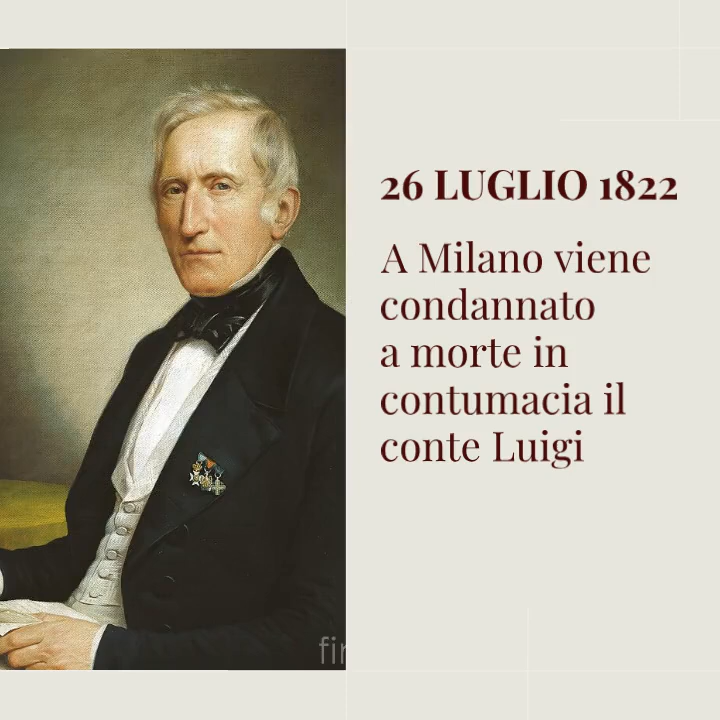 26 LUGLIO 1822
A Milano viene
condannato
a morte in
contumacia il
conte Luigi